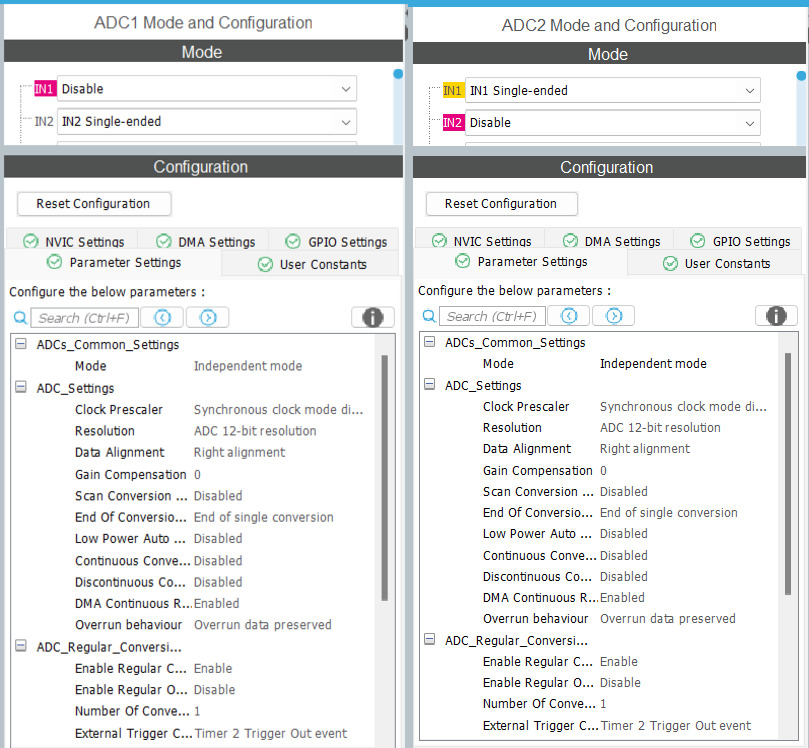 ADC1 Mode and Configuration
Mode
IN1 Disable
IN2 IN2 Single-ended
Configuration
Reset Configuration
NVIC Settings DMA Settings GPIO Settings
Parameter Settings User Constants
Configure the below parameters :
Search (Ctrl+F)
ADCs_Common_Settings
Mode Independent mode
ADC_Settings
Clock Prescaler Synchronous clock mode di...
Resolution ADC 12-bit resolution
Data Alignment Right alignment
Gain Compensation 0
Scan Conversion ... Disabled
End Of Conversio... End of single conversion
Low Power Auto ... Disabled
Continuous Conve... Disabled
Discontinuous Co... Disabled
DMA Continuous R... Enabled
Overrun behaviour Overrun data preserved
ADC_Regular_Conversi...
Enable Regular C... Enable
Enable Regular O... Disable
Number Of Conve... 1
External Trigger C... Timer 2 Trigger Out event
ADC2 Mode and Configuration
Mode
IN1 IN1 Single-ended
IN2 Disable
Configuration
Reset Configuration
NVIC Settings DMA Settings GPIO Settings
Parameter Settings User Constants
Configure the below parameters :
Search (Ctrl+F)
ADCs_Common_Settings
Mode Independent mode
ADC_Settings
Clock Prescaler Synchronous clock mode di...
Resolution ADC 12-bit resolution
Data Alignment Right alignment
Gain Compensation 0
Scan Conversion ... Disabled
End Of Conversio... End of single conversion
Low Power Auto ... Disabled
Continuous Conve... Disabled
Discontinuous Co... Disabled
DMA Continuous R... Enabled
Overrun behaviour Overrun data preserved
ADC_Regular_Conversi...
Enable Regular C... Enable
Enable Regular O... Disable
Number Of Conve... 1
External Trigger C... Timer 2 Trigger Out event